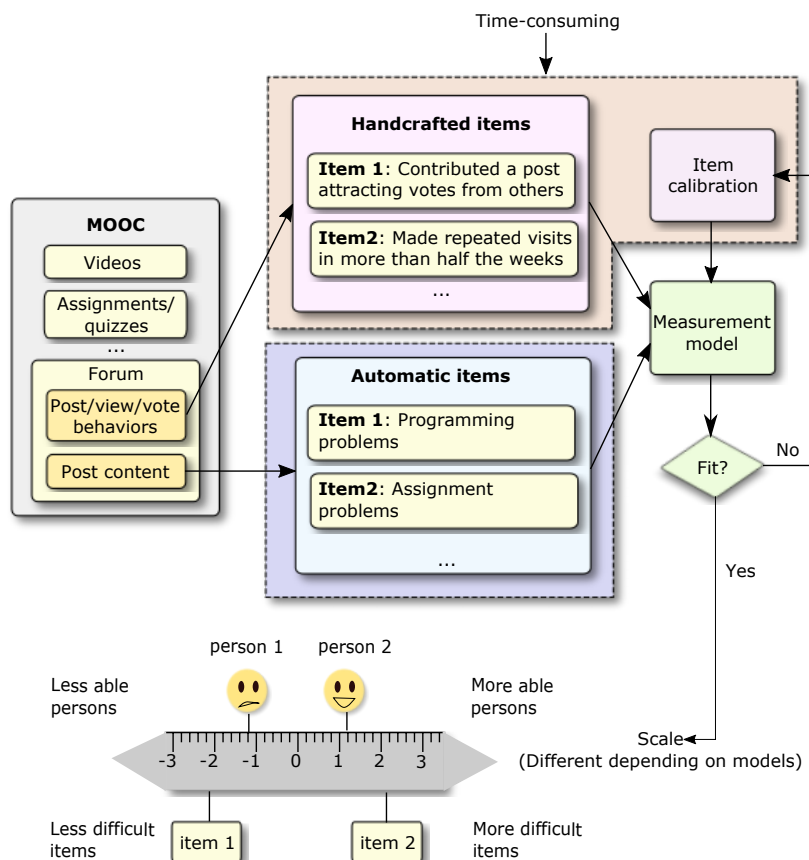 Time-consuming
Handcrafted items
Item 1: Contributed a post
attracting votes from others
Item2: Made repeated visits
in more than half the weeks
...
Item
calibration
MOOC
Videos
Assignments/
quizzes
...
Forum
Post/view/vote
behaviors
Post content
Automatic items
Item 1: Programming
problems
Item2: Assignment
problems
...
Measurement
model
Fit?
No
Yes
Scale
(Different depending on models)
person 1
person 2
Less able
persons
More able
persons
-3 -2 -1 0 1 2 3
Less difficult
items
item 1
item 2
More difficult
items